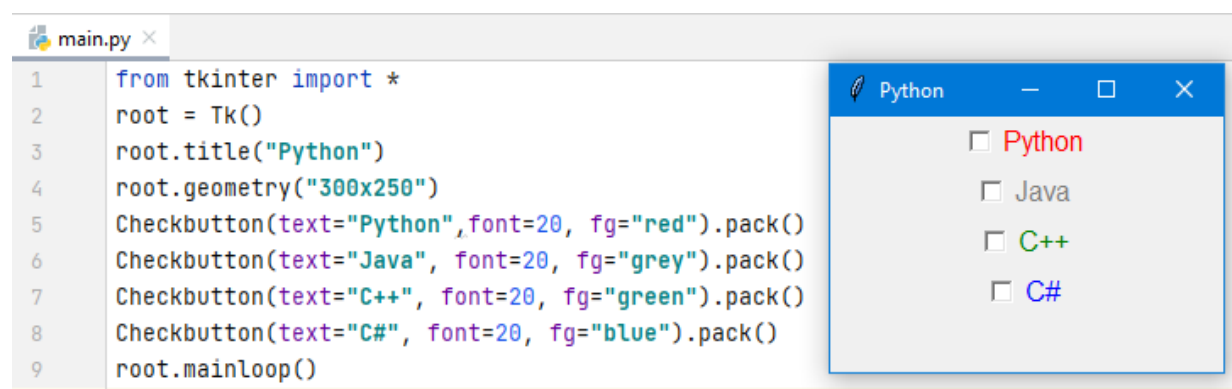 main.py
1 from tkinter import *
2 root = Tk()
3 root.title("Python")
4 root.geometry("300x250")
5 Checkbutton(text="Python",font=20, fg="red").pack()
6 Checkbutton(text="Java", font=20, fg="grey").pack()
7 Checkbutton(text="C++", font=20, fg="green").pack()
8 Checkbutton(text="C#", font=20, fg="blue").pack()
9 root.mainloop()
Python
Python
Java
C++
C#